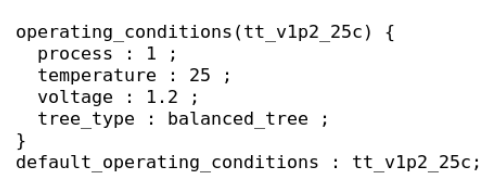 operating_conditions(tt_v1p2_25c) {
  process : 1 ;
  temperature : 25 ;
  voltage : 1.2 ;
  tree_type : balanced_tree ;
}
default_operating_conditions : tt_v1p2_25c;